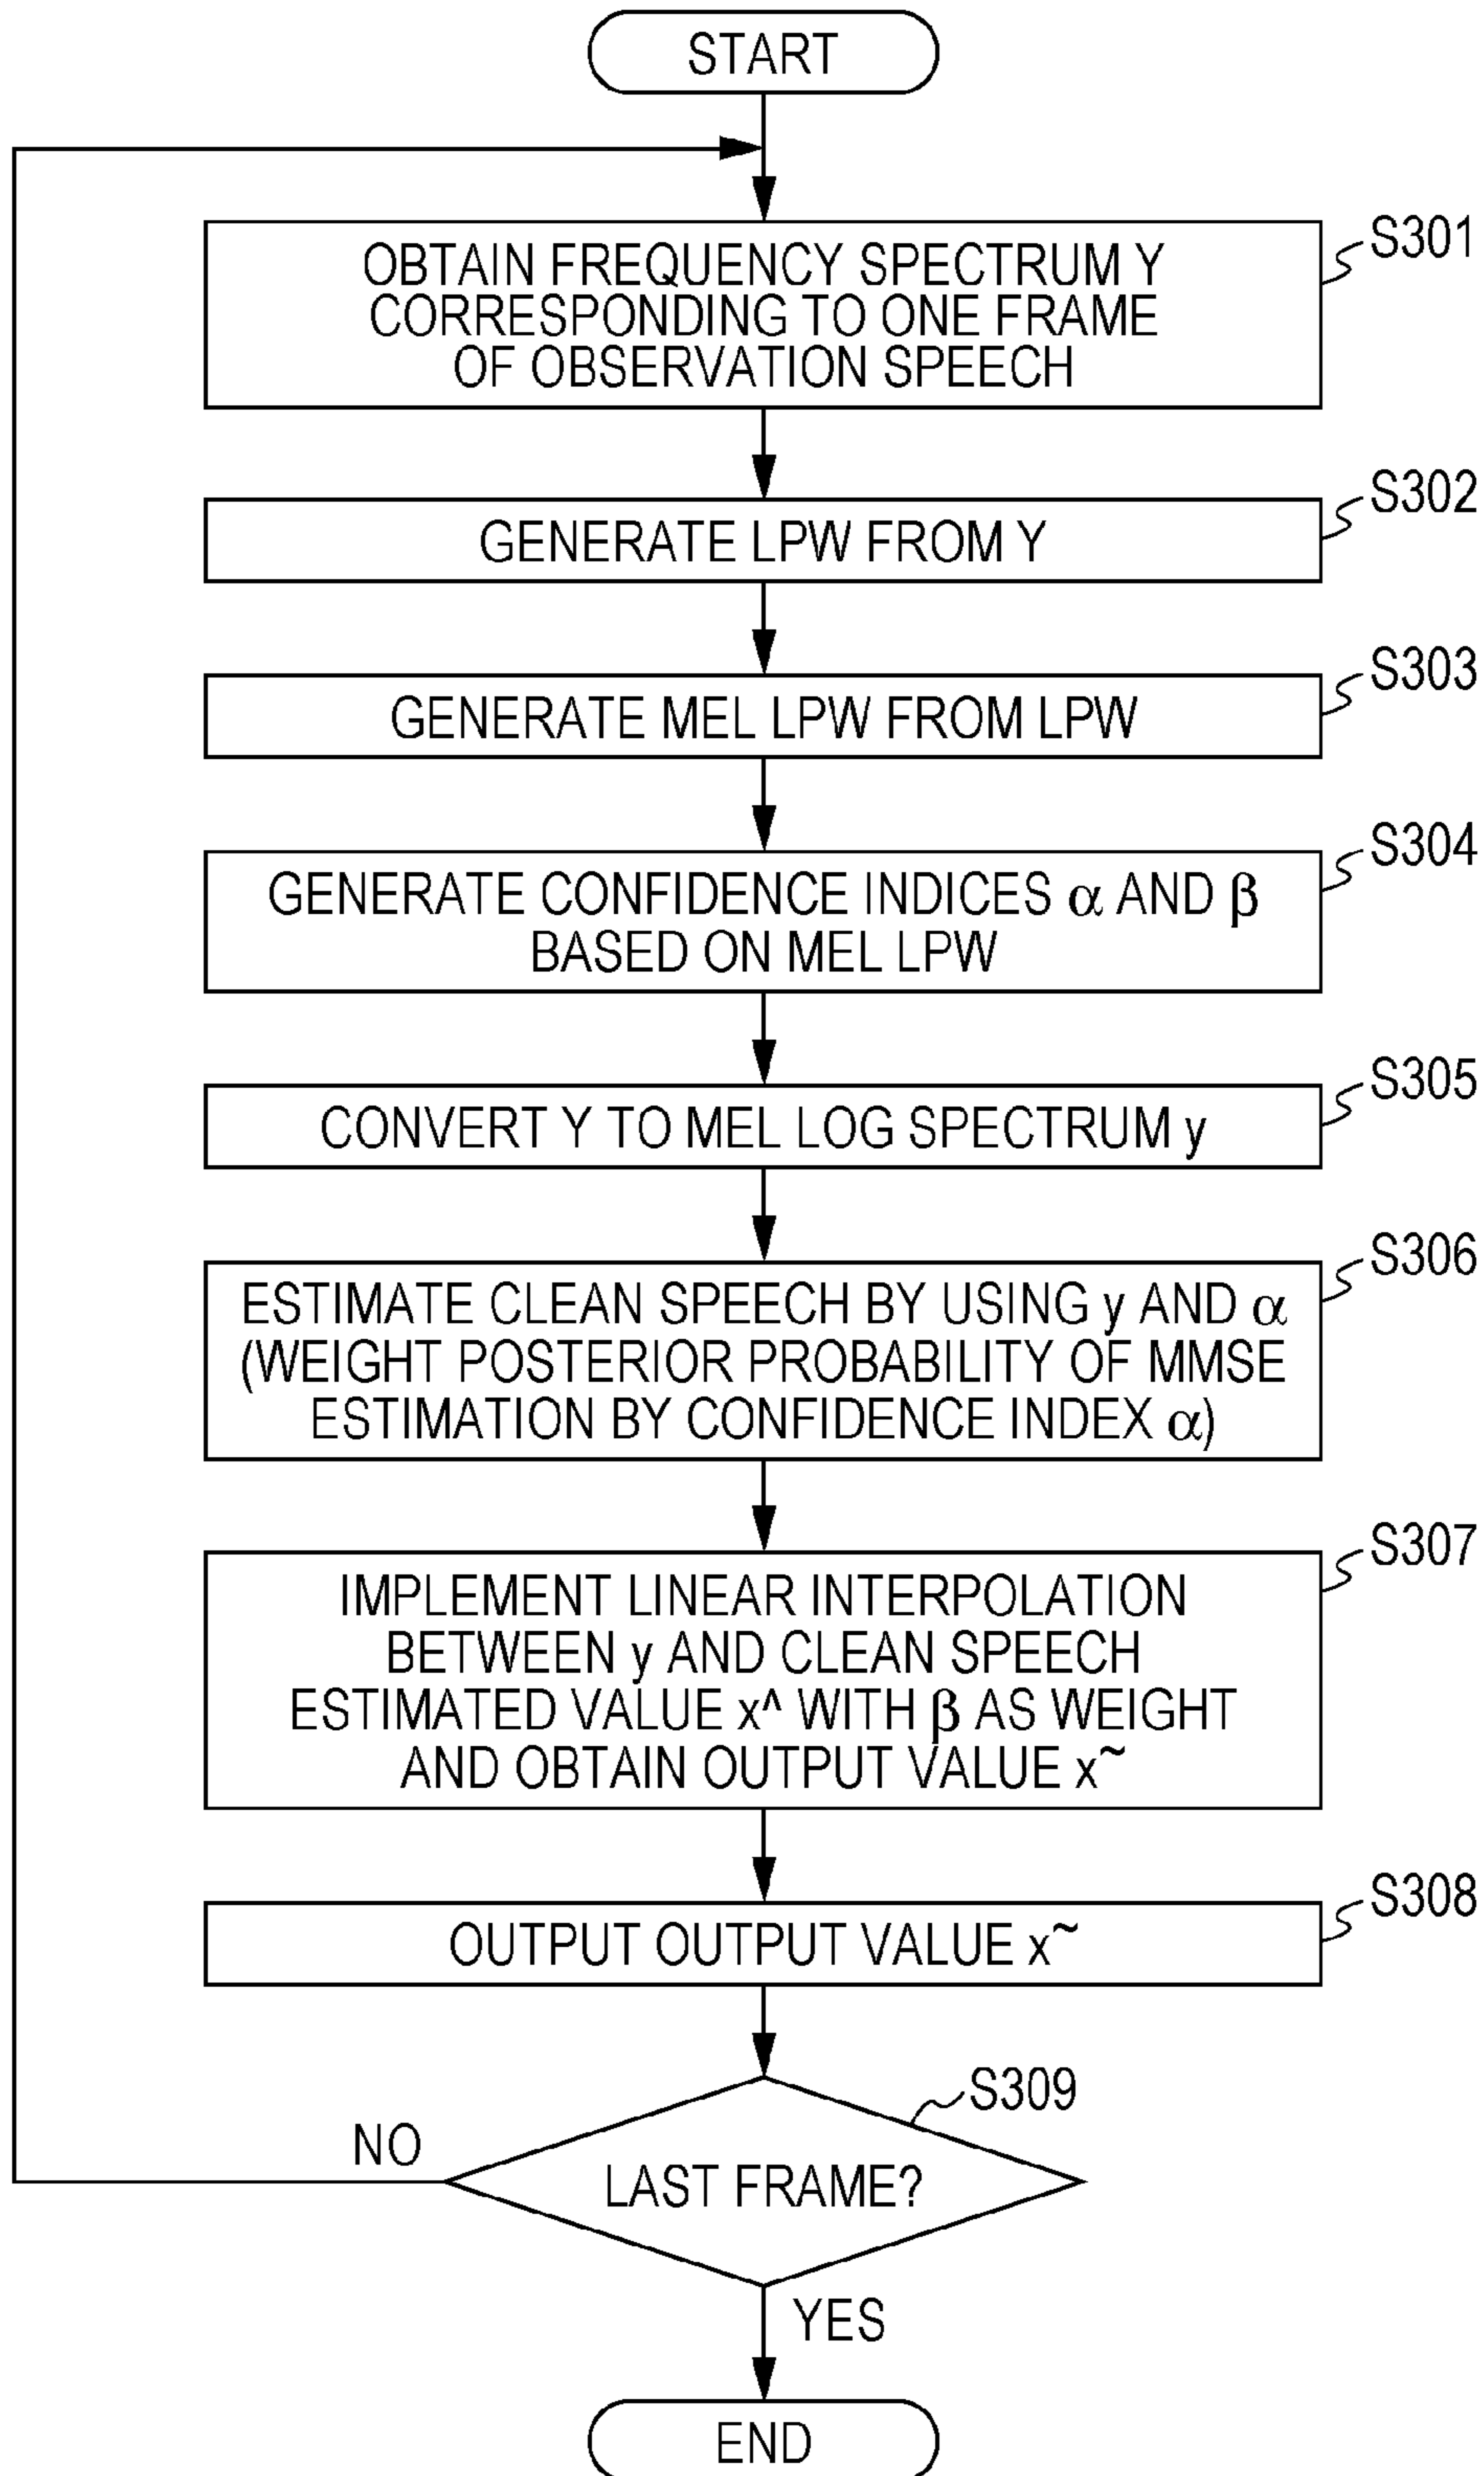 START
OBTAIN FREQUENCY SPECTRUM Y
CORRESPONDING TO ONE FRAME
OF OBSERVATION SPEECH
S301
GENERATE LPW FROM Y
S302
GENERATE MEL LPW FROM LPW
S303
GENERATE CONFIDENCE INDICES α AND β
BASED ON MEL LPW
S304
CONVERT Y TO MEL LOG SPECTRUM y
S305
ESTIMATE CLEAN SPEECH BY USING y AND α
(WEIGHT POSTERIOR PROBABILITY OF MMSE
ESTIMATION BY CONFIDENCE INDEX α)
S306
IMPLEMENT LINEAR INTERPOLATION
BETWEEN y AND CLEAN SPEECH
ESTIMATED VALUE x^ WITH β AS WEIGHT
AND OBTAIN OUTPUT VALUE x~
S307
OUTPUT OUTPUT VALUE x~
S308
S309
NO
LAST FRAME?
YES
END